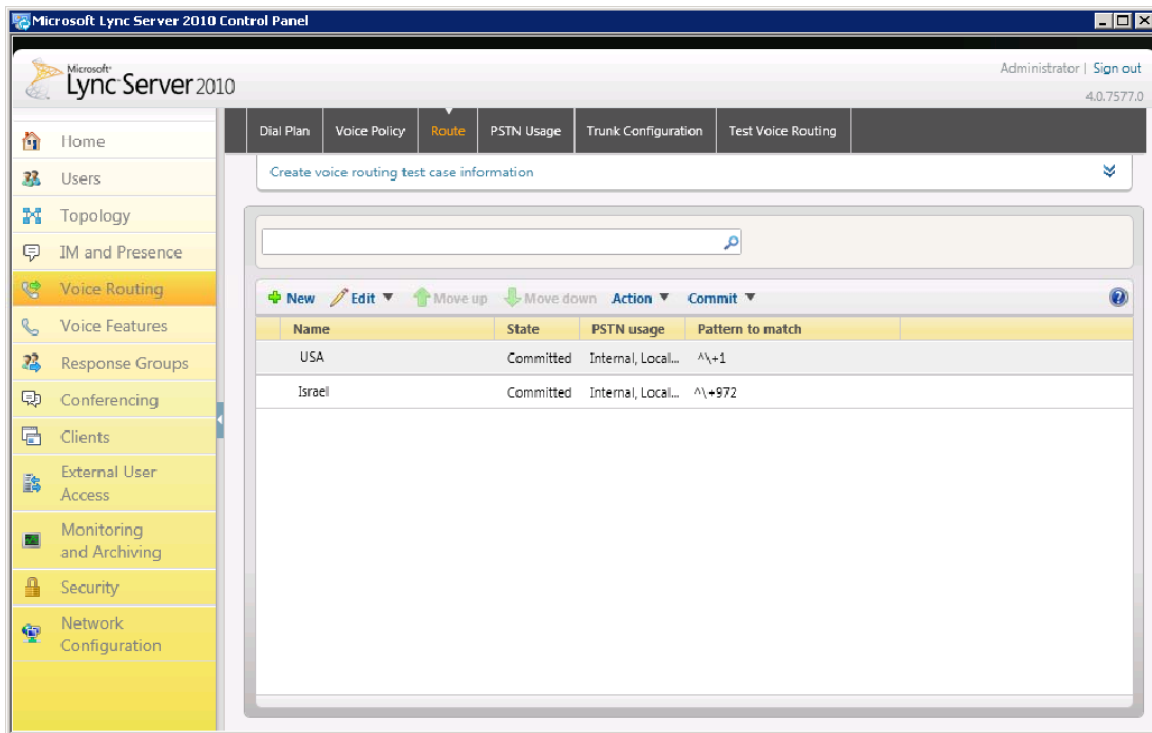 Microsoft Lync Server 2010 Control Panel
Microsoft
Lync Server 2010
Administrator | Sign out
4.0.7577.0
Home
Users
Topology
IM and Presence
Voice Routing
Voice Features
Response Groups
Conferencing
Clients
External User
Access
Monitoring
and Archiving
Security
Network
Configuration
Dial Plan Voice Policy Route PSTN Usage Trunk Configuration Test Voice Routing
Create voice routing test case information
New Edit Move up Move down Action Commit
Name State PSTN usage Pattern to match
USA Committed Internal, Local... ^\+1
Israel Committed Internal, Local... ^\+972